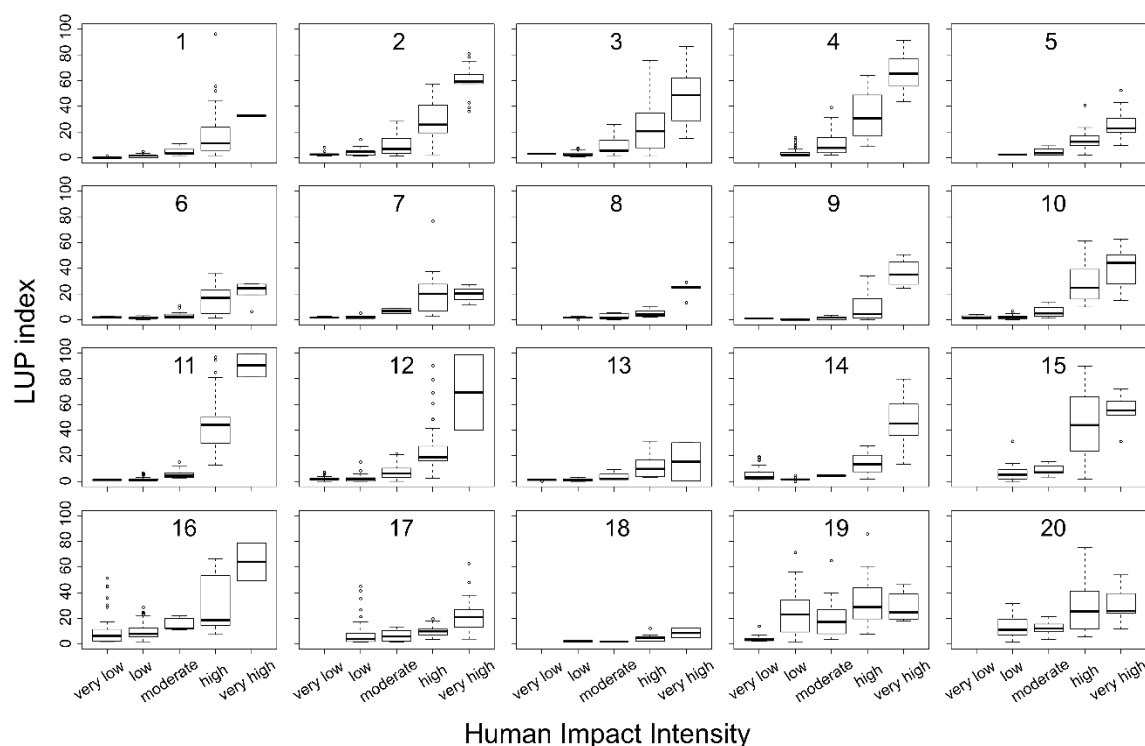 1 2 3 4 5
0 20 40 60 80 100
6 7 8 9 10
0 20 40 60 80 100
11 12 13 14 15
0 20 40 60 80 100
16 17 18 19 20
0 20 40 60 80 100
LUP index
very low low moderate high very high
very low low moderate high very high
very low low moderate high very high
very low low moderate high very high
very low low moderate high very high
Human Impact Intensity